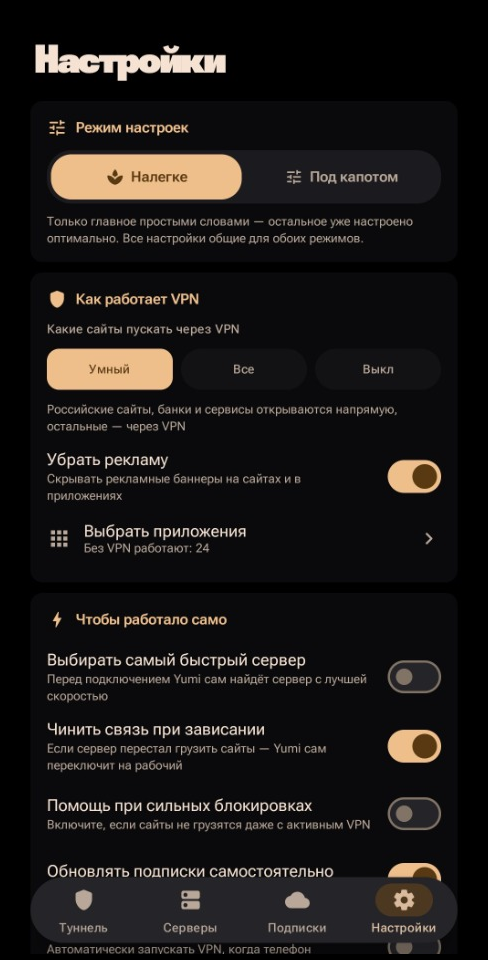 Настройки
Режим настроек
Налегке
Под капотом
Только главное простыми словами — остальное уже настроено
оптимально. Все настройки общие для обоих режимов.
Как работает VPN
Какие сайты пускать через VPN
Умный
Все
Выкл
Российские сайты, банки и сервисы открываются напрямую,
остальные — через VPN
Убрать рекламу
Скрывать рекламные баннеры на сайтах и в
приложениях
Выбрать приложения
Без VPN работают: 24
Чтобы работало само
Выбирать самый быстрый сервер
Перед подключением Yumi сам найдёт сервер с лучшей
скоростью
Чинить связь при зависании
Если сервер перестал грузить сайты — Yumi сам
переключит на рабочий
Помощь при сильных блокировках
Включите, если сайты не грузятся даже с активным VPN
Обновлять подписки самостоятельно
Туннель
Серверы
Подписки
Настройки
Автоматически запускать VPN, когда телефон